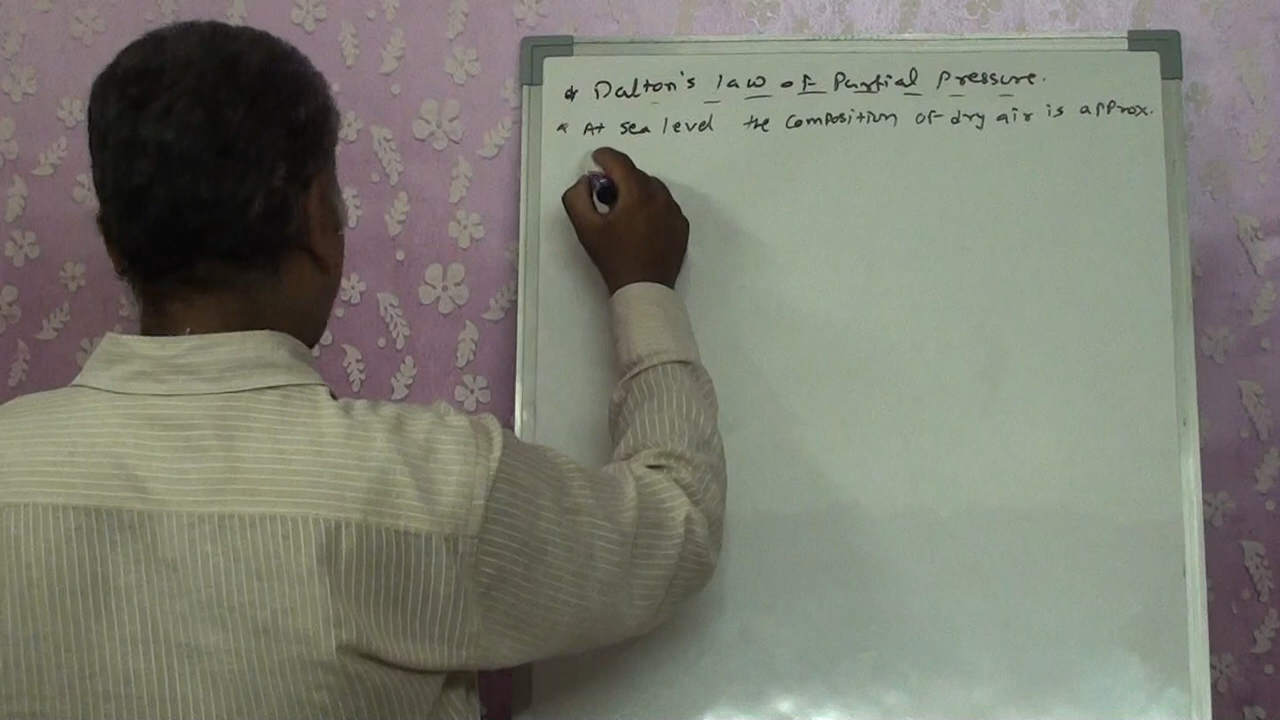 * Dalton's law of Partial Pressure.
* At sea level the composition of dry air is approx.